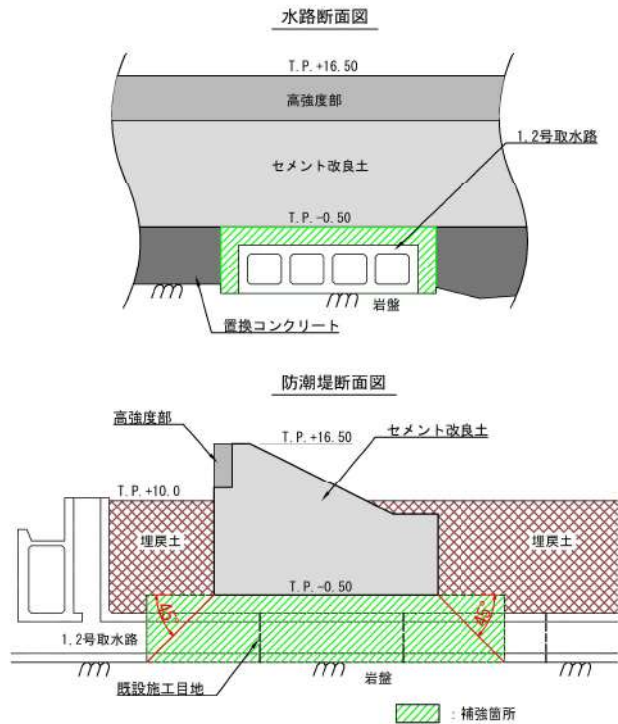 水路断面図
T.P.+16.50
高強度部
1,2号取水路
セメント改良土
T.P.-0.50
岩盤
置換コンクリート
防潮堤断面図
高強度部
T.P.+16.50
セメント改良土
T.P.+10.0
埋戻土
埋戻土
T.P.-0.50
45°
45°
1.2号取水路
既設施工目地
岩盤
：補強箇所